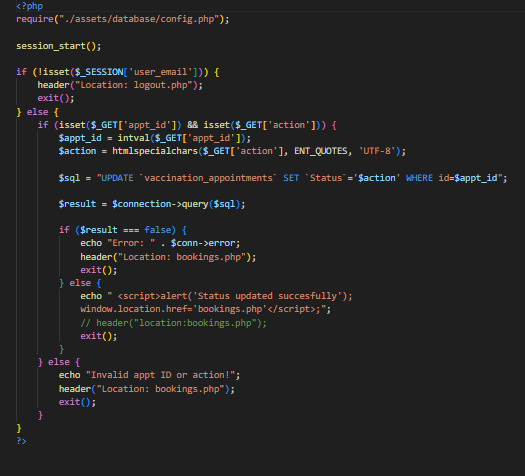 <?php
require("./assets/database/config.php");
session_start();
if (!isset($_SESSION['user_email'])) {
header("Location: logout.php");
exit();
} else {
if (isset($_GET['appt_id']) && isset($_GET['action'])) {
$appt_id = intval($_GET['appt_id']);
$action = htmlspecialchars($_GET['action'], ENT_QUOTES, 'UTF-8');
$sql = "UPDATE `vaccination_appointments` SET `Status`='$action' WHERE id=$appt_id";
$result = $connection->query($sql);
if ($result === false) {
echo "Error: " . $conn->error;
header("Location: bookings.php");
exit();
} else {
echo " <script>alert('Status updated succesfully');
window.location.href='bookings.php'</script>;";
// header("location:bookings.php");
exit();
}
} else {
echo "Invalid appt ID or action!";
header("Location: bookings.php");
exit();
}
}
?>